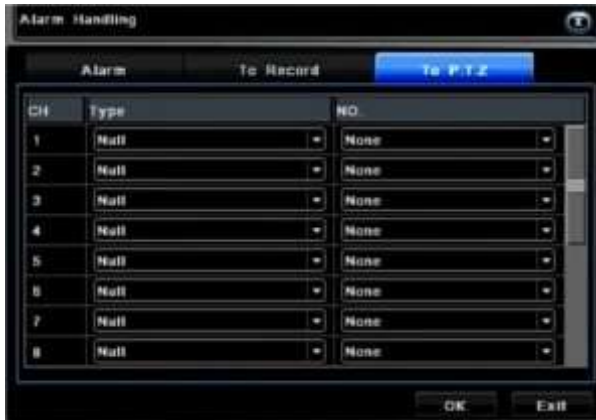 Alarm Handling
Alarm To Record To P.T.Z
CH Type NO.
1 Null None
2 Null None
3 Null None
4 Null None
5 Null None
6 Null None
7 Null None
8 Null None
OK Exit